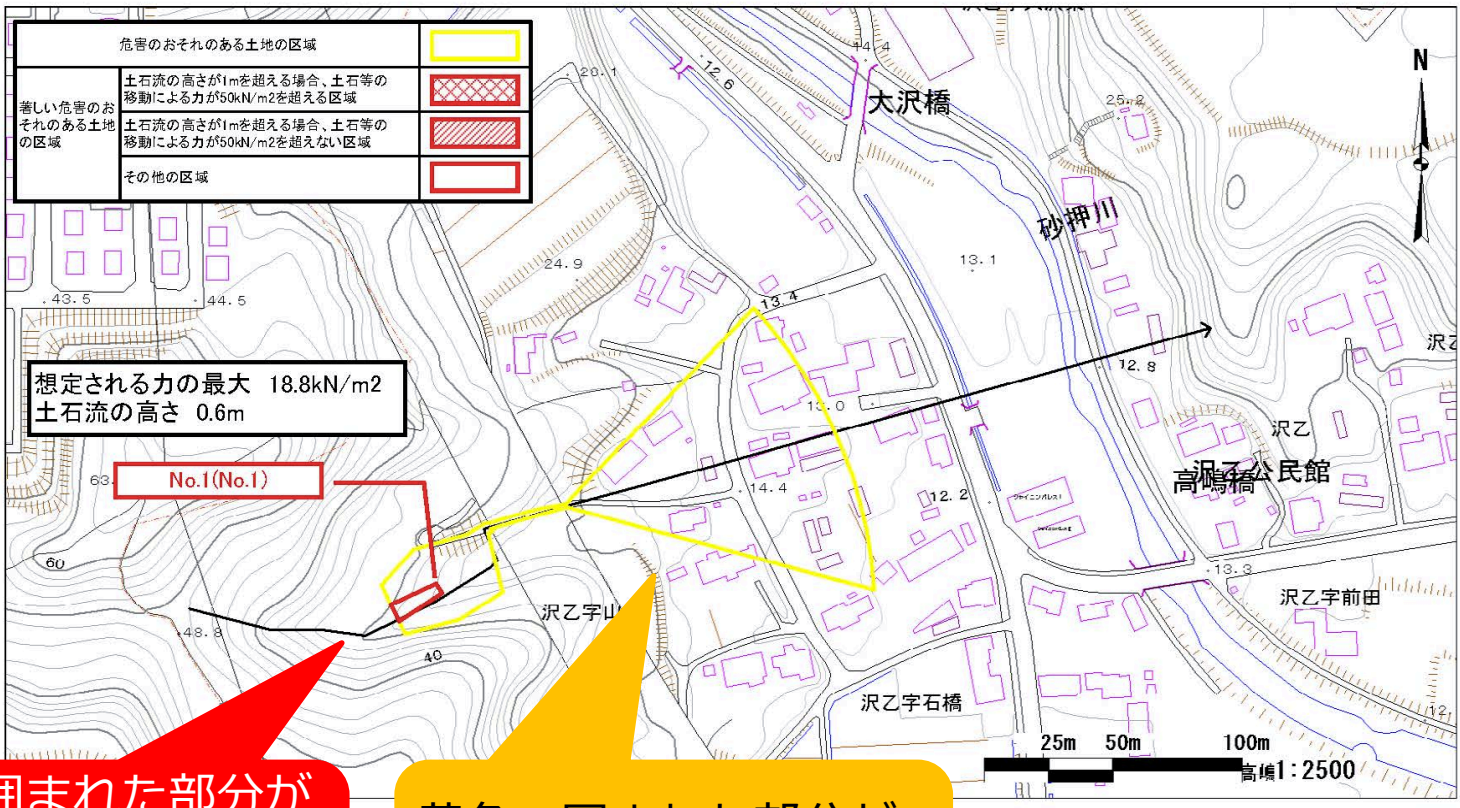 危害のおそれのある土地の区域
著しい危害のお
それのある土地
の区域
土石流の高さが1mを超える場合、土石等の
移動による力が50kN/m2を超える区域
土石流の高さが1mを超える場合、土石等の
移動による力が50kN/m2を超えない区域
その他の区域
14.4
12.6
28.1
大沢橋
25.2
N
砂押川
24.9
13.1
43.5
44.5
13.4
沢乙
12.8
想定される力の最大 18.8kN/m2
土石流の高さ 0.6m
13.0
沢乙
No.1(No.1)
63.
14.4
12.2
高嶋橋
沢乙公民館
60
13.3
沢乙字前田
沢乙字山
48.8
40
沢乙字石橋
12.
25m 50m 100m
高嶋1:2500
囲まれた部分が